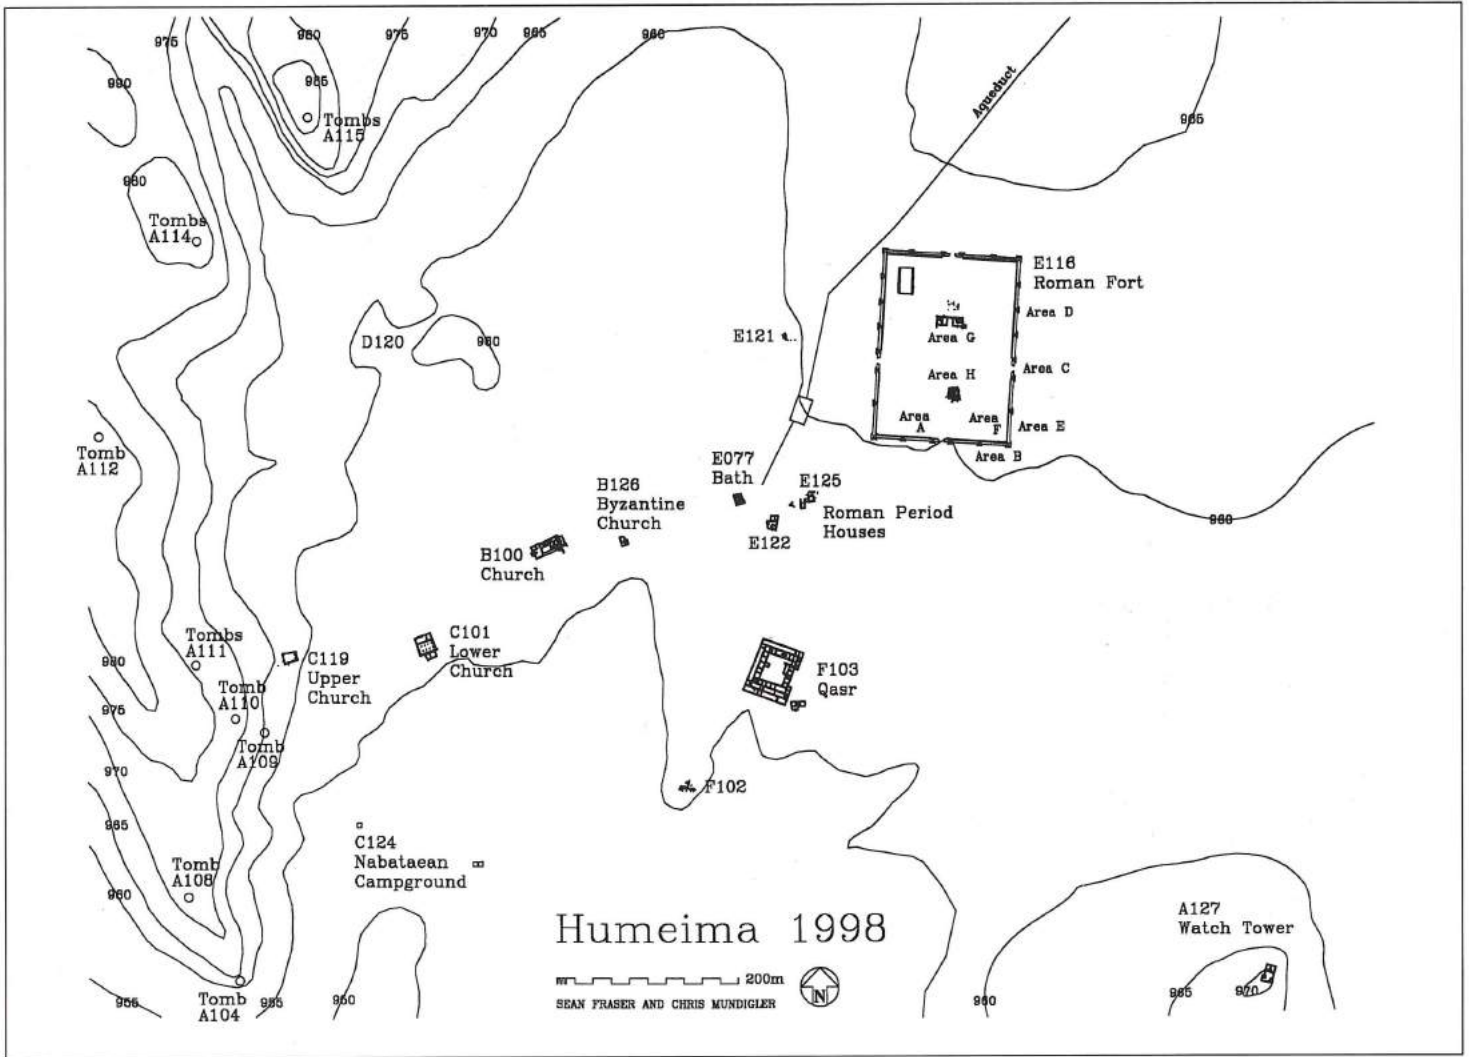 975
980
975
970
965
960
990
985
Aqueduct
965
Tombs
A115
980
Tombs
A114
E116
Roman Fort
Area D
E121
D120
980
Area G
Area C
Area H
Area
A
Area
F
Area E
Area B
Tomb
A112
E077
Bath
E125
B126
Byzantine
Church
Roman Period
Houses
E122
960
B100
Church
Tombs
A111
C101
Lower
Church
C119
Upper
Church
980
F103
Qasr
Tomb
A110
975
Tomb
A109
970
F102
965
C124
Nabataean
Campground
Tomb
A108
960
A127
Watch Tower
Humeima 1998
200m
N
SEAN FRASER AND CHRIS MUNDIGLER
965
970
955
Tomb
A104
955
950
960